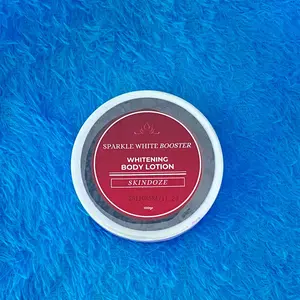 SPARKLE WHITE BOOSTER
WHITENING
BODY LOTION
SKINDOZE